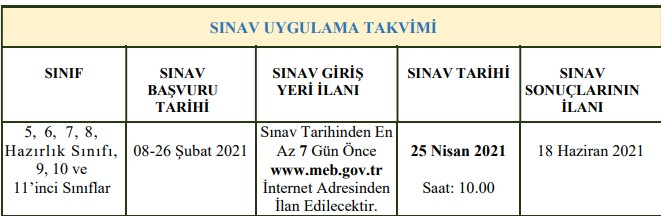 SINAV UYGULAMA TAKVİMİ
SINIF
SINAV
BAŞVURU
TARİHİ
SINAV GİRİŞ
YERİ İLANI
SINAV TARİHİ
SINAV
SONUÇLARININ
İLANI
5, 6, 7, 8,
Hazırlık Sınıfı,
9, 10 ve
11’inci Sınıflar
08-26 Şubat 2021
Sınav Tarihinden En
Az 7 Gün Önce
www.meb.gov.tr
İnternet Adresinden
İlan Edilecektir.
25 Nisan 2021
Saat: 10.00
18 Haziran 2021